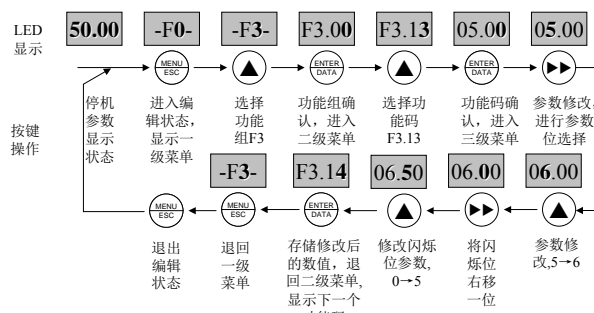 LED
显示
50.00
-F0-
-F3-
F3.00
F3.13
05.00
05.00
MENU
ESC
ENTER
DATA
ENTER
DATA
按键
操作
停机
参数
显示
状态
进入编
辑状态，
显示一
级菜单
选择
功能
组F3
功能组确
认，进入
二级菜单
选择功
能码
F3.13
功能码确
认，进入
三级菜单
参数修改，
进行参数
位选择
-F3-
F3.14
06.50
06.00
06.00
MENU
ESC
MENU
ESC
ENTER
DATA
退出
编辑
状态
退回
一级
菜单
存储修改后
的数值，退
回二级菜单，
显示下一个
修改闪烁
位参数，
0→5
将闪
烁位
右移
一位
参数修
改,5→6